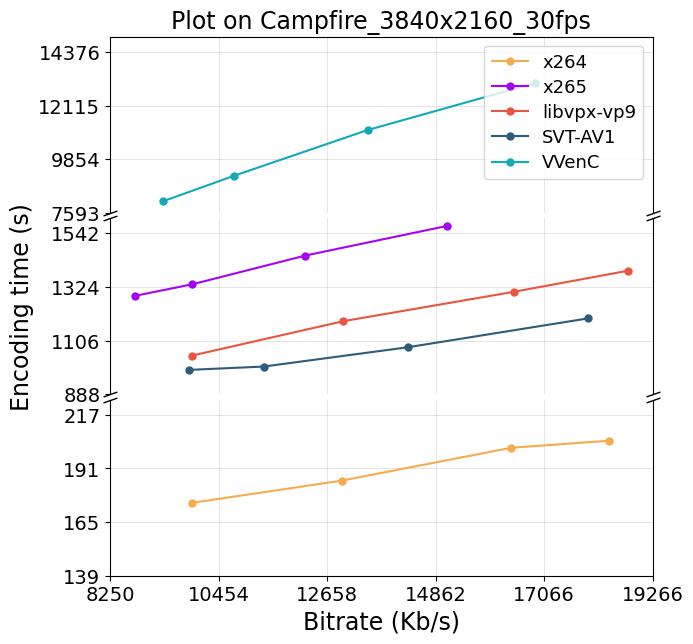 Plot on Campfire_3840x2160_30fps
14376
12115
9854
7593
1542
1324
1106
888
217
191
165
139
Encoding time (s)
x264
x265
libvpx-vp9
SVT-AV1
VVenC
8250 10454 12658 14862 17066 19266
Bitrate (Kb/s)